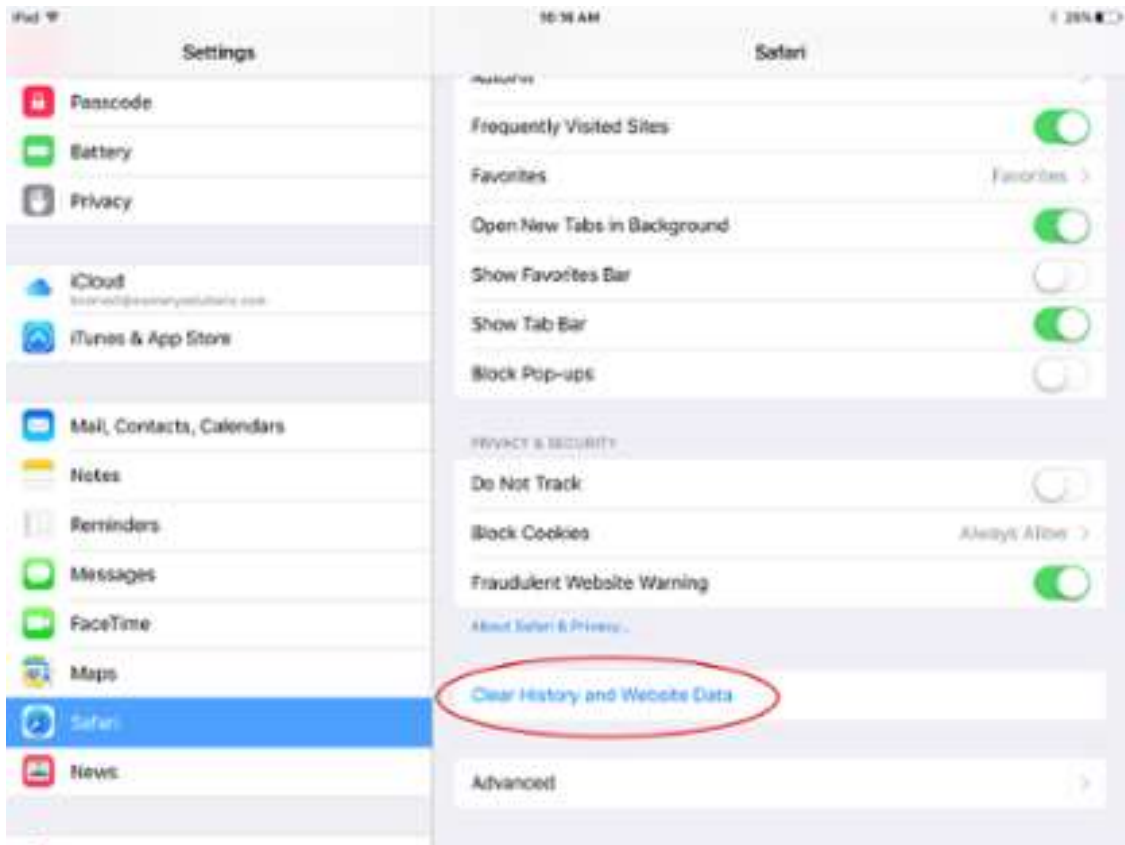 iPad
10:16 AM
Settings
Safari
Passcode
Battery
Privacy
iCloud
iTunes & App Store
Mail, Contacts, Calendars
Notes
Reminders
Messages
FaceTime
Maps
Safari
News
Frequently Visited Sites
Favorites
Favorites
Open New Tabs in Background
Show Favorites Bar
Show Tab Bar
Block Pop-ups
PRIVACY & SECURITY
Do Not Track
Block Cookies
Always Allow
Fraudulent Website Warning
About Safari & Privacy...
Clear History and Website Data
Advanced